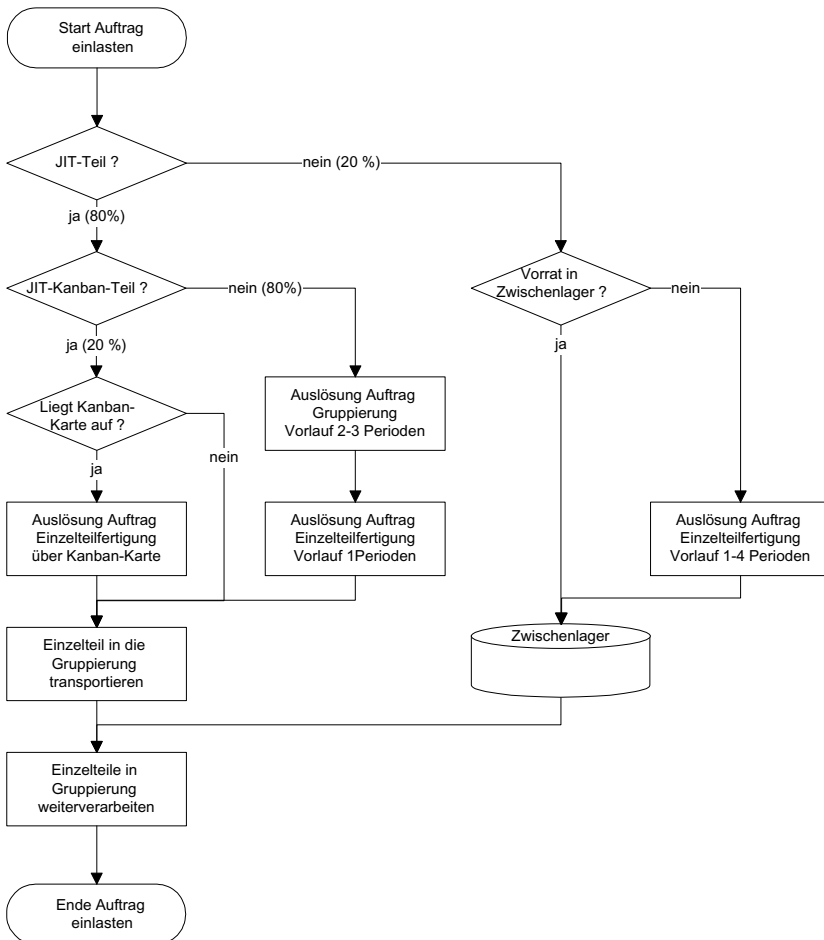 Start Auftrag
einlasten
JIT-Teil ?
nein (20 %)
ja (80%)
JIT-Kanban-Teil ?
nein (80%)
Vorrat in
Zwischenlager ?
nein
ja (20 %)
ja
Liegt Kanban-
Karte auf ?
nein
ja
Auslösung Auftrag
Gruppierung
Vorlauf 2-3 Perioden
Auslösung Auftrag
Einzelteilfertigung
über Kanban-Karte
Auslösung Auftrag
Einzelteilfertigung
Vorlauf 1Perioden
Auslösung Auftrag
Einzelteilfertigung
Vorlauf 1-4 Perioden
Einzelteil in die
Gruppierung
transportieren
Zwischenlager
Einzelteile in
Gruppierung
weiterverarbeiten
Ende Auftrag
einlasten